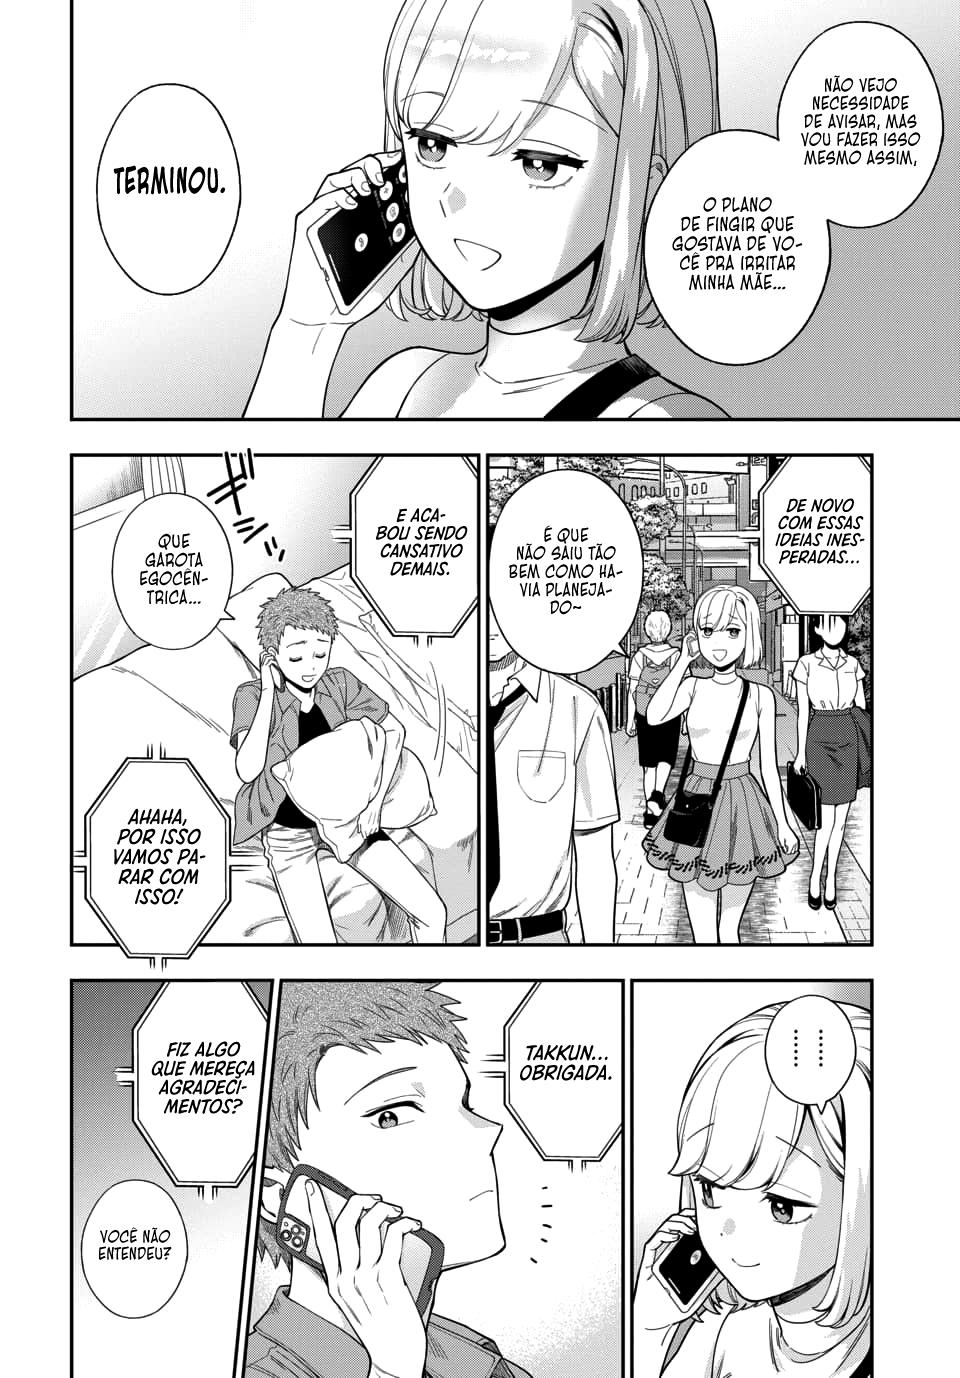 NÃO VEJO
NECESSIDADE
DE AVISAR, MAS
VOU FAZER ISSO
MESMO ASSIM,
O PLANO
DE FINGIR QUE
GOSTAVA DE VO-
CÊ PRA IRRITAR
MINHA MÃE...
TERMINOU.
DE NOVO
COM ESSAS
IDEIAS INES-
PERADAS...
É QUE
NÃO SAIU TÃO
BEM COMO HA-
VIA PLANEJA-
DO~
E ACA-
BOU SENDO
CANSATIVO
DEMAIS.
QUE
GAROTA
EGOCÊN-
TRICA...
AHAHA,
POR ISSO
VAMOS PA-
RAR COM
ISSO!
TAKKUN...
OBRIGADA.
FIZ ALGO
QUE MEREÇA
AGRADECI-
MENTOS?
VOCÊ NÃO
ENTENDEU?